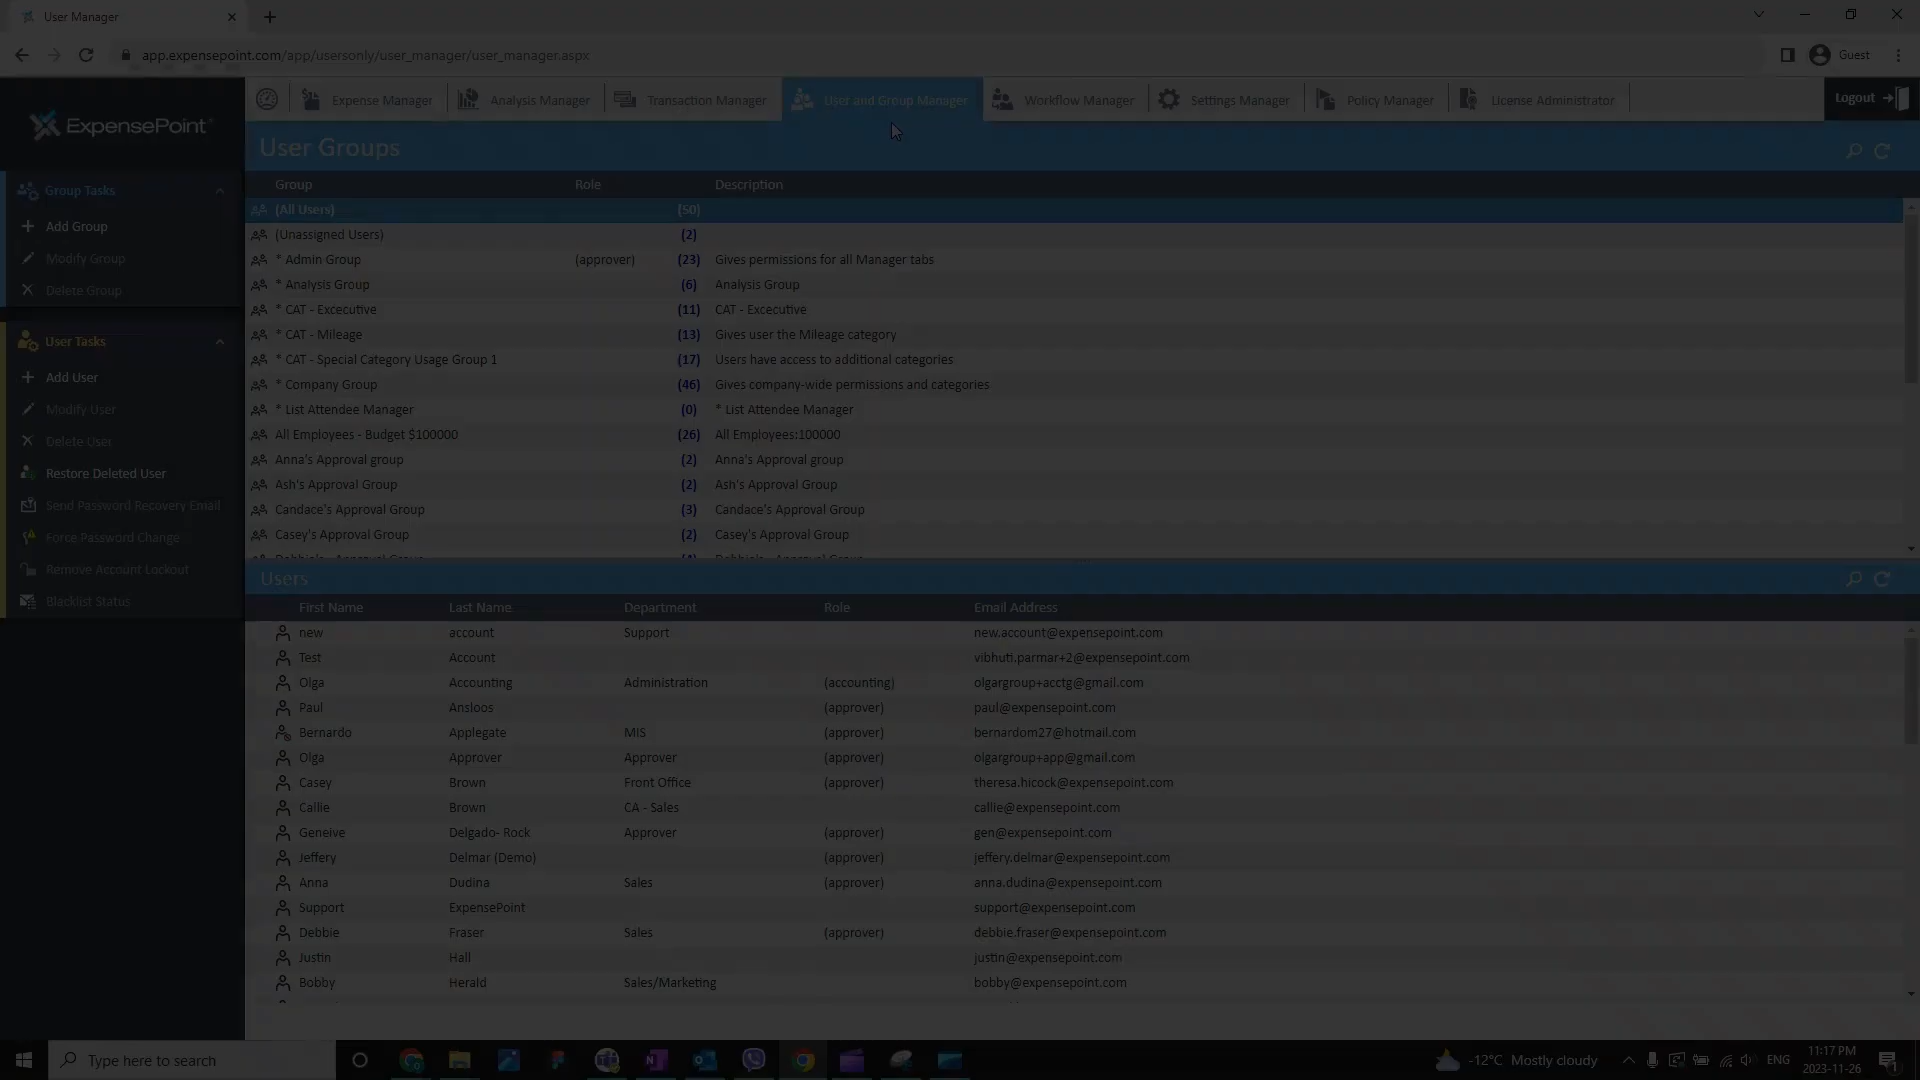 User Manager
app.expensepoint.com/app/usersonly/user_manager/user_manager.aspx
Guest
ExpensePoint
Expense Manager
Analysis Manager
Transaction Manager
User and Group Manager
Workflow Manager
Settings Manager
Policy Manager
License Administrator
Logout
Group Tasks
Add Group
Modify Group
Delete Group
User Tasks
Add User
Modify User
Delete User
Restore Deleted User
Send Password Recovery Email
Force Password Change
Remove Account Lockout
Blacklist Status
User Groups
Group Role Description
(All Users) (50)
(Unassigned Users) (2)
* Admin Group (approver) (23) Gives permissions for all Manager tabs
* Analysis Group (6) Analysis Group
* CAT - Excecutive (11) CAT - Excecutive
* CAT - Mileage (13) Gives user the Mileage category
* CAT - Special Category Usage Group 1 (17) Users have access to additional categories
* Company Group (46) Gives company-wide permissions and categories
* List Attendee Manager (0) * List Attendee Manager
All Employees - Budget $100000 (26) All Employees:100000
Anna's Approval group (2) Anna's Approval group
Ash's Approval Group (2) Ash's Approval Group
Candace's Approval Group (3) Candace's Approval Group
Casey's Approval Group (2) Casey's Approval Group
Users
First Name Last Name Department Role Email Address
new account Support new.account@expensepoint.com
Test Account vibhuti.parmar+2@expensepoint.com
Olga Accounting Administration (accounting) olgargroup+acctg@gmail.com
Paul Ansloos (approver) paul@expensepoint.com
Bernardo Applegate MIS (approver) bernardom27@hotmail.com
Olga Approver Approver (approver) olgargroup+app@gmail.com
Casey Brown Front Office (approver) theresa.hicock@expensepoint.com
Callie Brown CA - Sales callie@expensepoint.com
Geneive Delgado- Rock Approver (approver) gen@expensepoint.com
Jeffery Delmar (Demo) (approver) jeffery.delmar@expensepoint.com
Anna Dudina Sales (approver) anna.dudina@expensepoint.com
Support ExpensePoint support@expensepoint.com
Debbie Fraser Sales (approver) debbie.fraser@expensepoint.com
Justin Hall justin@expensepoint.com
Bobby Herald Sales/Marketing bobby@expensepoint.com
Type here to search
-12°C Mostly cloudy
ENG
11:17 PM
2023-11-26